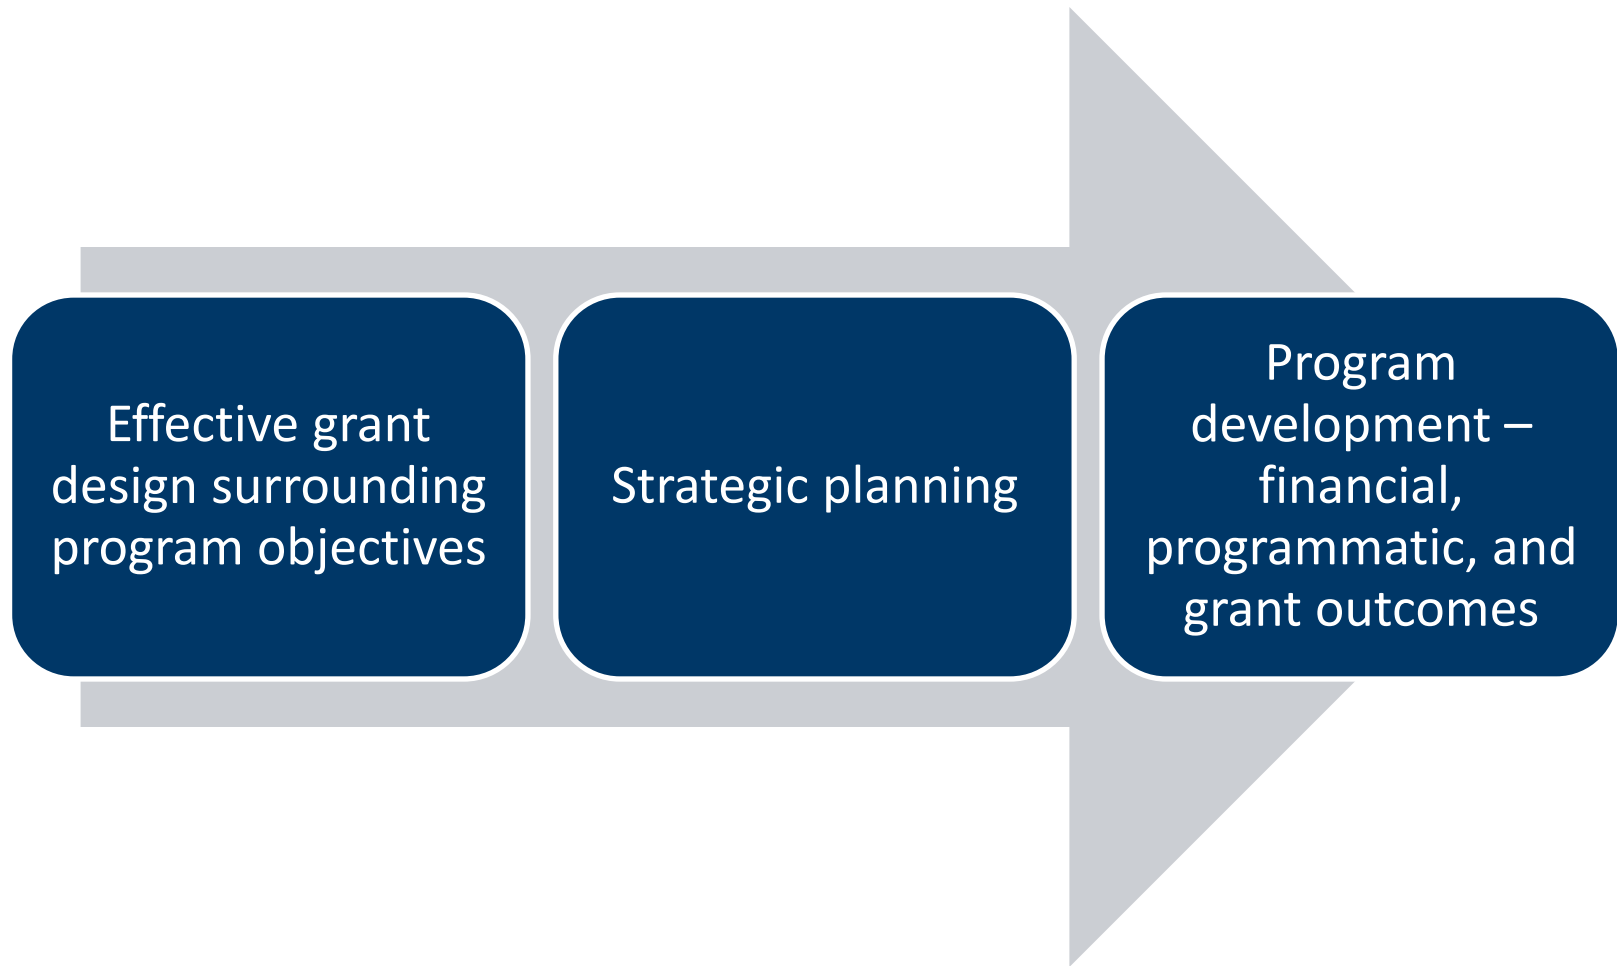 Effective grant
design surrounding
program objectives
Strategic planning
Program
development –
financial,
programmatic, and
grant outcomes